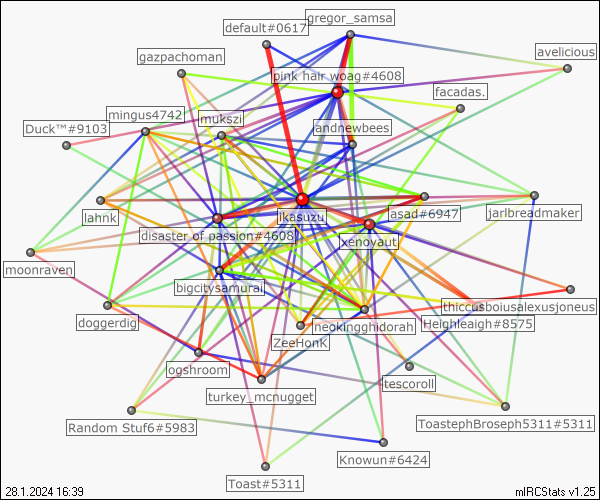 gregor_samsa
default#0617
avelicious
gazpachoman
pink hair woag#4608
facadas.
mingus4742
mukszi
Duck™#9103
andnewbees
lahnk
ikasuzu
asad#6947
jarlbreadmaker
disaster of passion#4608
xenoyaut
moonraven
bigcitysamurai
thiccusboiusalexusjoneus
doggerdig
neokingghidorah
Heighleaigh#8575
ZeeHonk
ogshroom
tescoroll
turkey_mcnugget
Random Stuf6#5983
ToastephBroseph5311#5311
Knowun#6424
Toast#5311
28.1.2024 16:39
mIRCStats v1.25